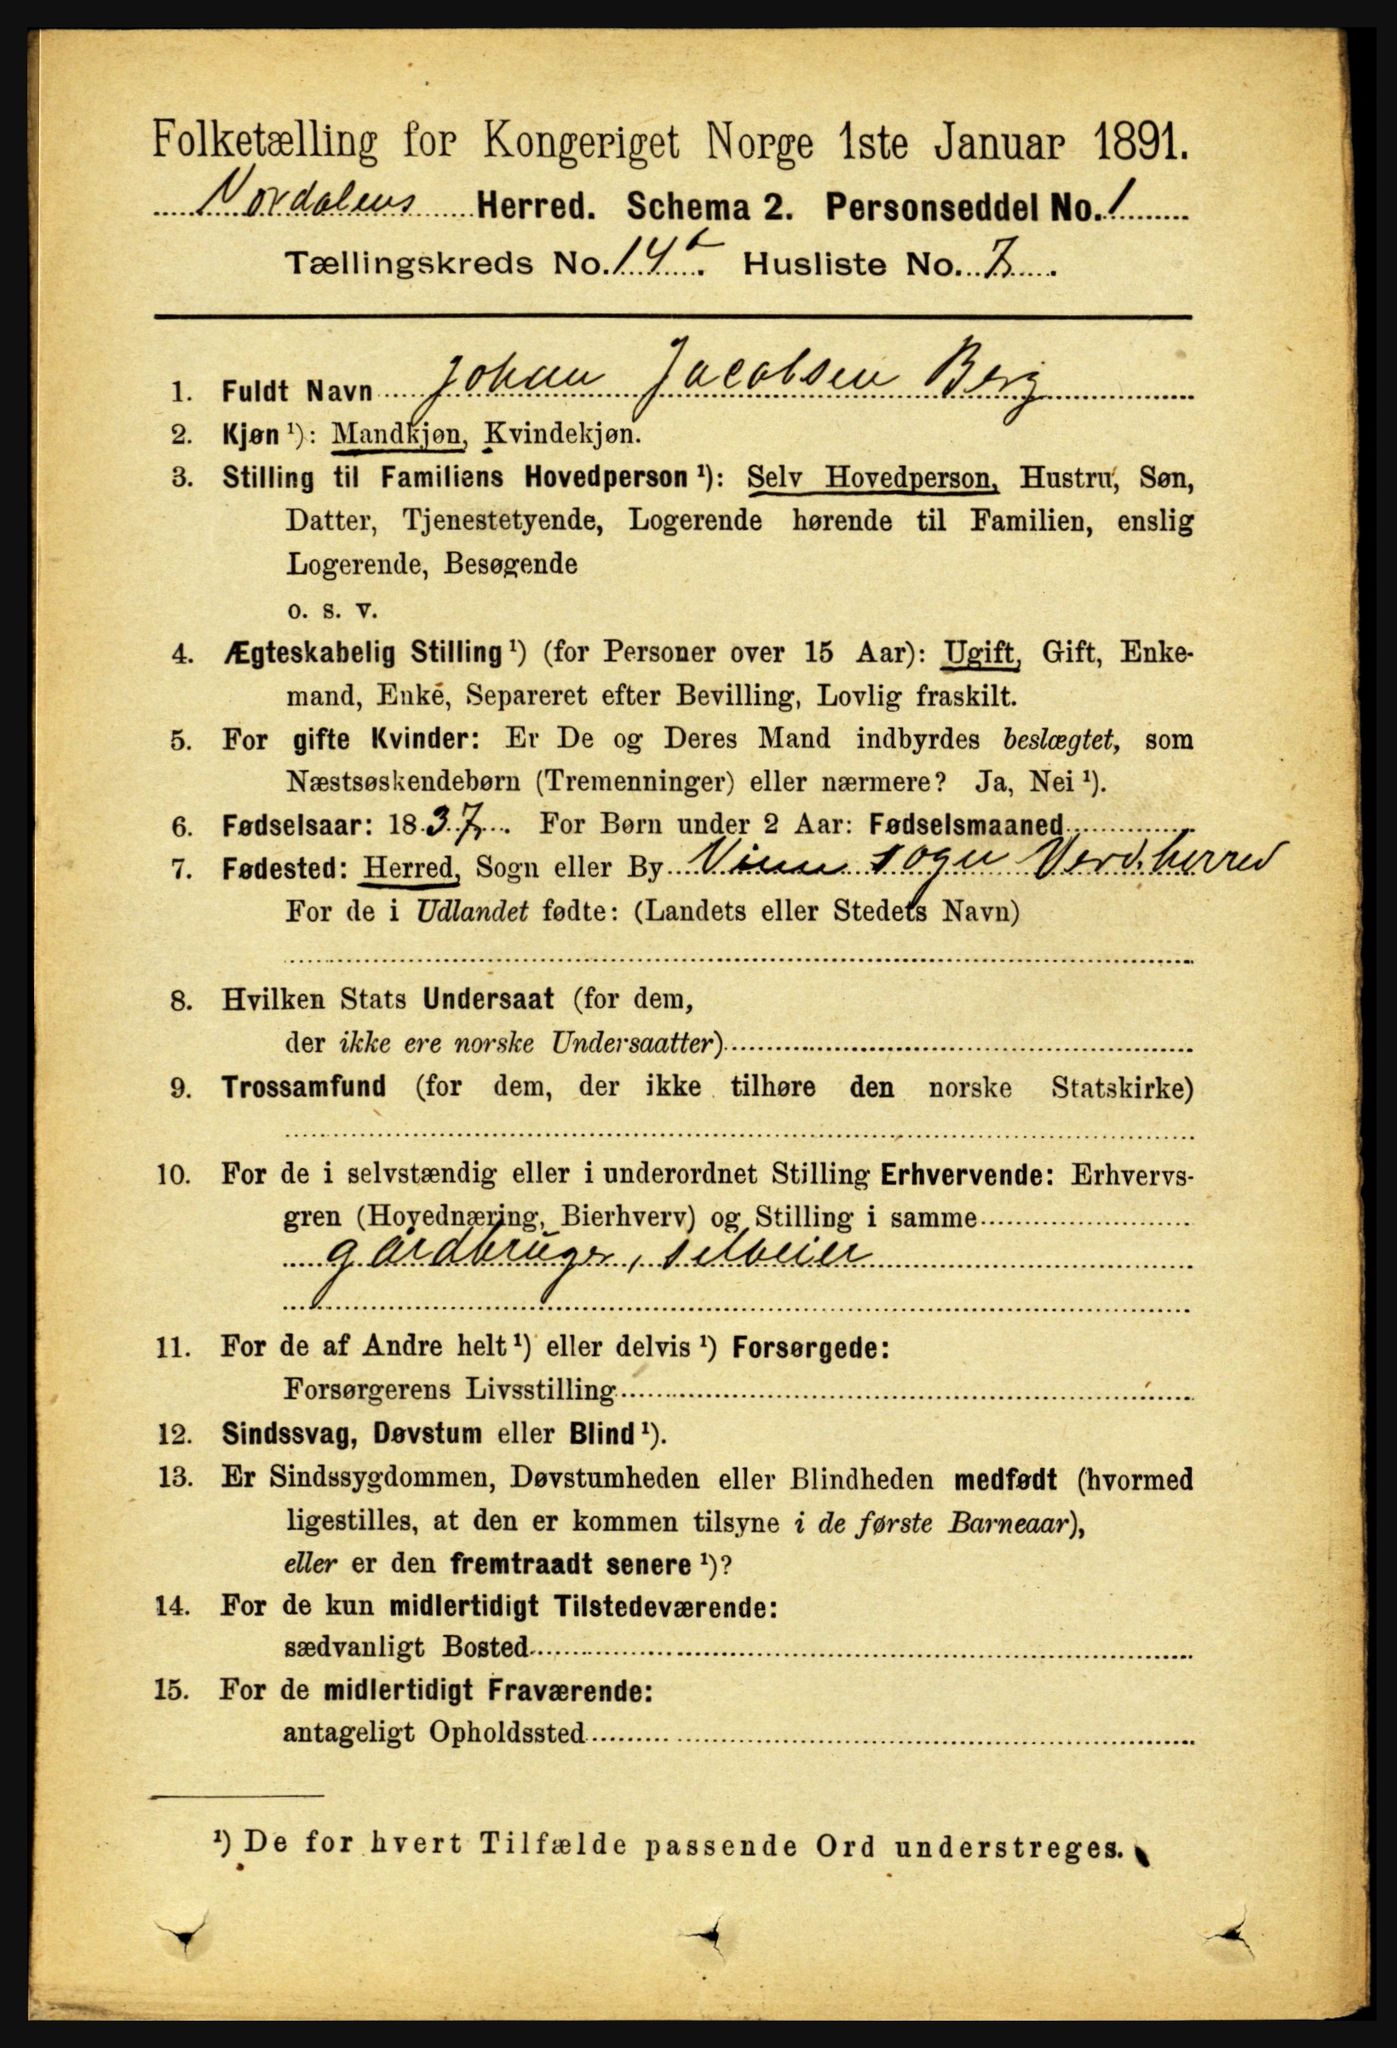 Folketælling for Kongeriget Norge 1ste Januar 1891.
Nordalens Herred. Schema 2. Personseddel No. 1
Tællingskreds No. 14 Husliste No. 7
1. Fuldt Navn Johan Jacobsen Berg
2. Kjøn ¹): Mandkjøn, Kvindekjøn.
3. Stilling til Familiens Hovedperson ¹): Selv Hovedperson, Hustru, Søn,
Datter, Tjenestetyende, Logerende hørende til Familien, enslig
Logerende, Besøgende
o. s. v.
4. Ægteskabelig Stilling ¹) (for Personer over 15 Aar): Ugift, Gift, Enke-
mand, Enke, Separeret efter Bevilling, Lovlig fraskilt.
5. For gifte Kvinder: Er De og Deres Mand indbyrdes beslægtet, som
Næstsøskendebørn (Tremenninger) eller nærmere? Ja, Nei ¹).
6. Fødselsaar: 1837. For Børn under 2 Aar: Fødselsmaaned
7. Fødested: Herred, Sogn eller By Vinne sogn Verd. herred
For de i Udlandet fødte: (Landets eller Stedets Navn)
8. Hvilken Stats Undersaat (for dem,
der ikke ere norske Undersaatter)
9. Trossamfund (for dem, der ikke tilhøre den norske Statskirke)
10. For de i selvstændig eller i underordnet Stilling Erhvervende: Erhvervs-
gren (Hovednæring, Bierhverv) og Stilling i samme
gårdbruger, selveier
11. For de af Andre helt ¹) eller delvis ¹) Forsørgede:
Forsørgerens Livsstilling
12. Sindssvag, Døvstum eller Blind ¹).
13. Er Sindssygdommen, Døvstumheden eller Blindheden medfødt (hvormed
ligestilles, at den er kommen tilsyne i de første Barneaar),
eller er den fremtraadt senere ¹)?
14. For de kun midlertidigt Tilstedeværende:
sædvanligt Bosted
15. For de midlertidigt Fraværende:
antageligt Opholdssted
¹) De for hvert Tilfælde passende Ord understreges.